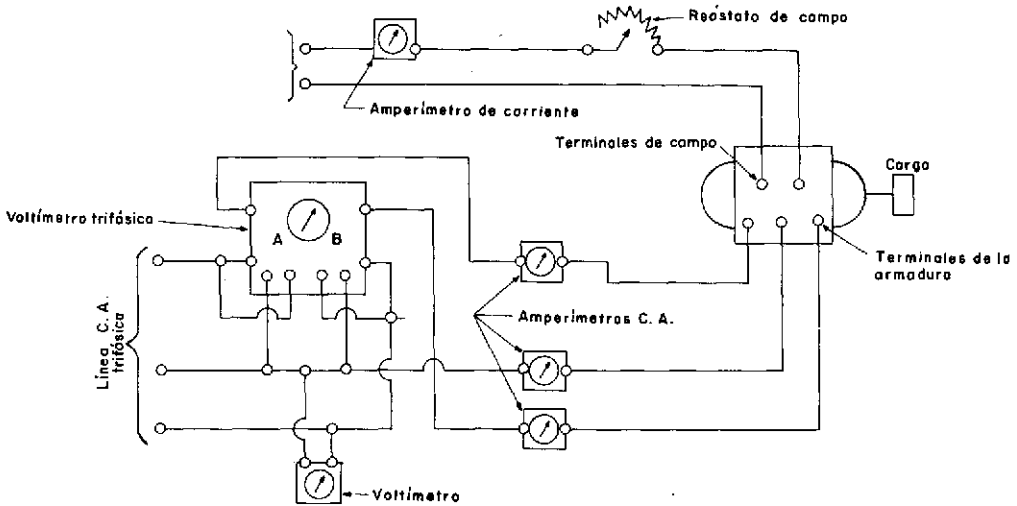 Reóstato de campo
Amperímetro de corriente
Terminales de campo
Carga
Voltímetro trifásico
A B
Terminales de la
armadura
Línea C. A.
trifásica
Amperímetros C. A.
Voltímetro